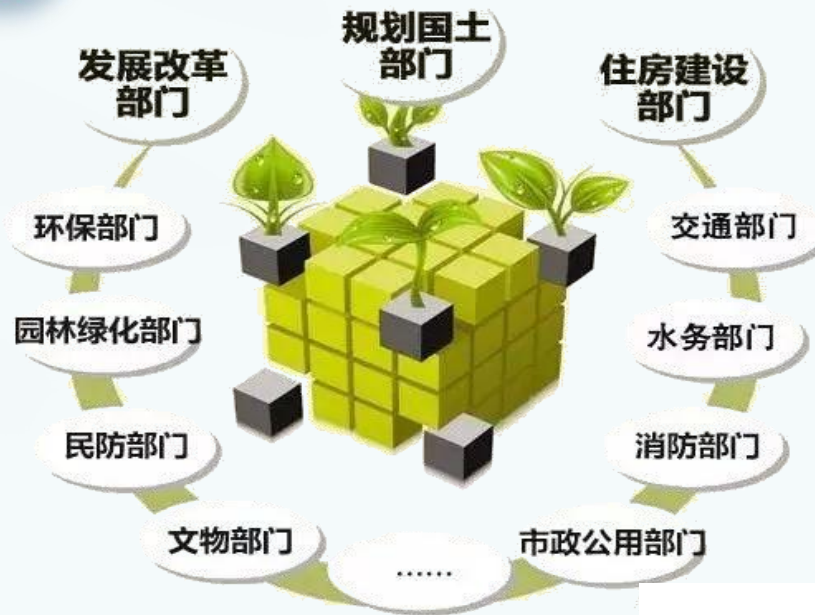 规划国土
部门
发展改革
部门
住房建设
部门
环保部门
交通部门
园林绿化部门
水务部门
民防部门
消防部门
文物部门
市政公用部门
……